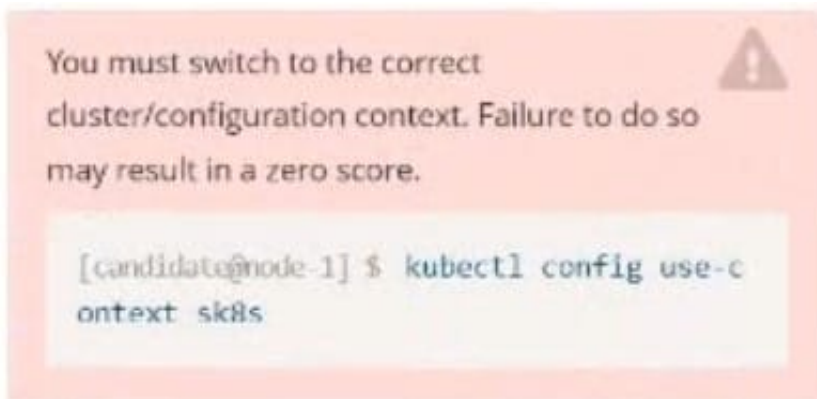 You must switch to the correct
cluster/configuration context. Failure to do so
may result in a zero score.
[candidate@node-1] $ kubectl config use-c
ontext sk8s